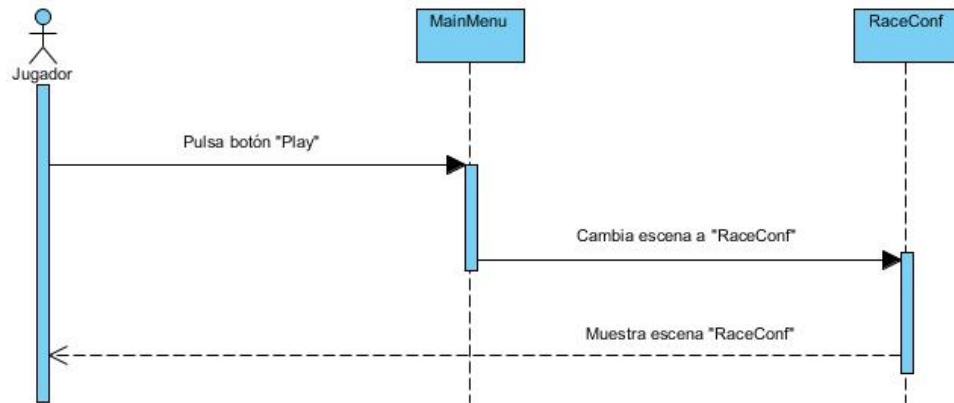 MainMenu
RaceConf
Jugador
Pulsa botón "Play"
Cambia escena a "RaceConf"
Muestra escena "RaceConf"